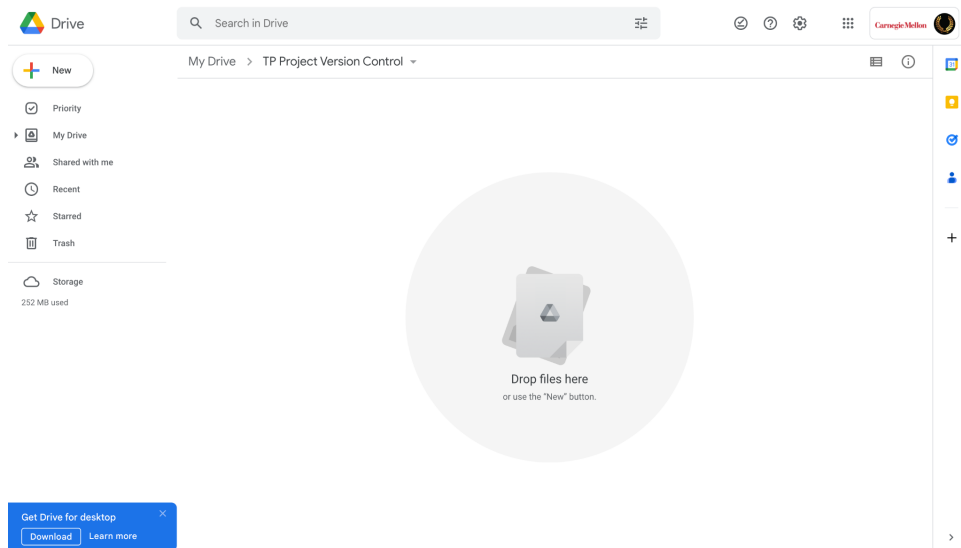 Drive
Search in Drive
Carnegie Mellon
New
My Drive > TP Project Version Control
31
Priority
My Drive
Shared with me
Recent
Starred
Trash
Storage
252 MB used
Drop files here
or use the “New” button.
Get Drive for desktop
Download Learn more